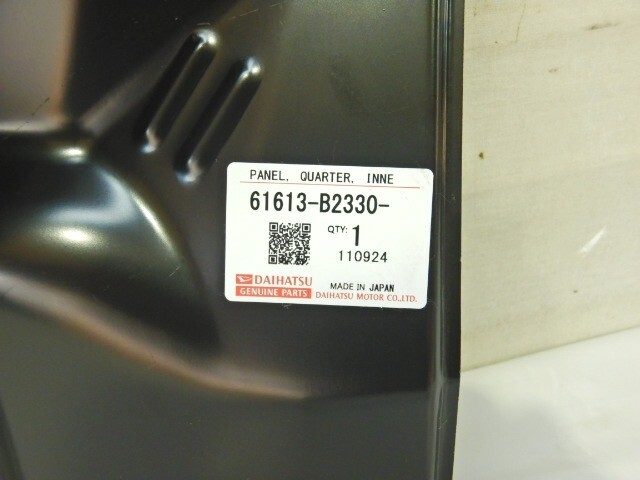 PANEL, QUARTER, INNE
61613-B2330-
QTY: 1
110924
DAIHATSU
GENUINE PARTS
MADE IN JAPAN
DAIHATSU MOTOR CO.,LTD.